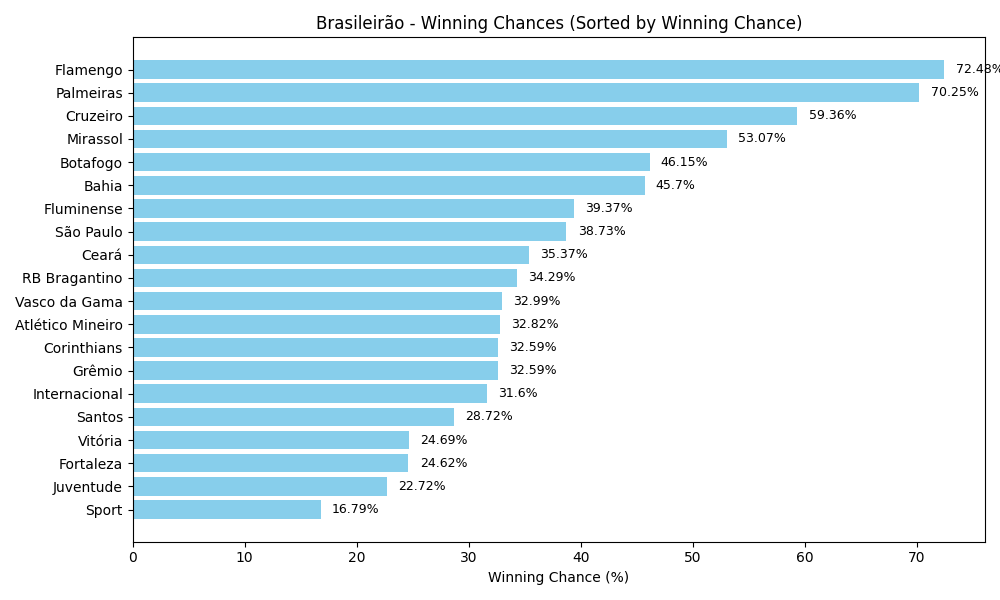 Brasileirão - Winning Chances (Sorted by Winning Chance)
Flamengo 72.48%
Palmeiras 70.25%
Cruzeiro 59.36%
Mirassol 53.07%
Botafogo 46.15%
Bahia 45.7%
Fluminense 39.37%
São Paulo 38.73%
Ceará 35.37%
RB Bragantino 34.29%
Vasco da Gama 32.99%
Atlético Mineiro 32.82%
Corinthians 32.59%
Grêmio 32.59%
Internacional 31.6%
Santos 28.72%
Vitória 24.69%
Fortaleza 24.62%
Juventude 22.72%
Sport 16.79%
0 10 20 30 40 50 60 70
Winning Chance (%)